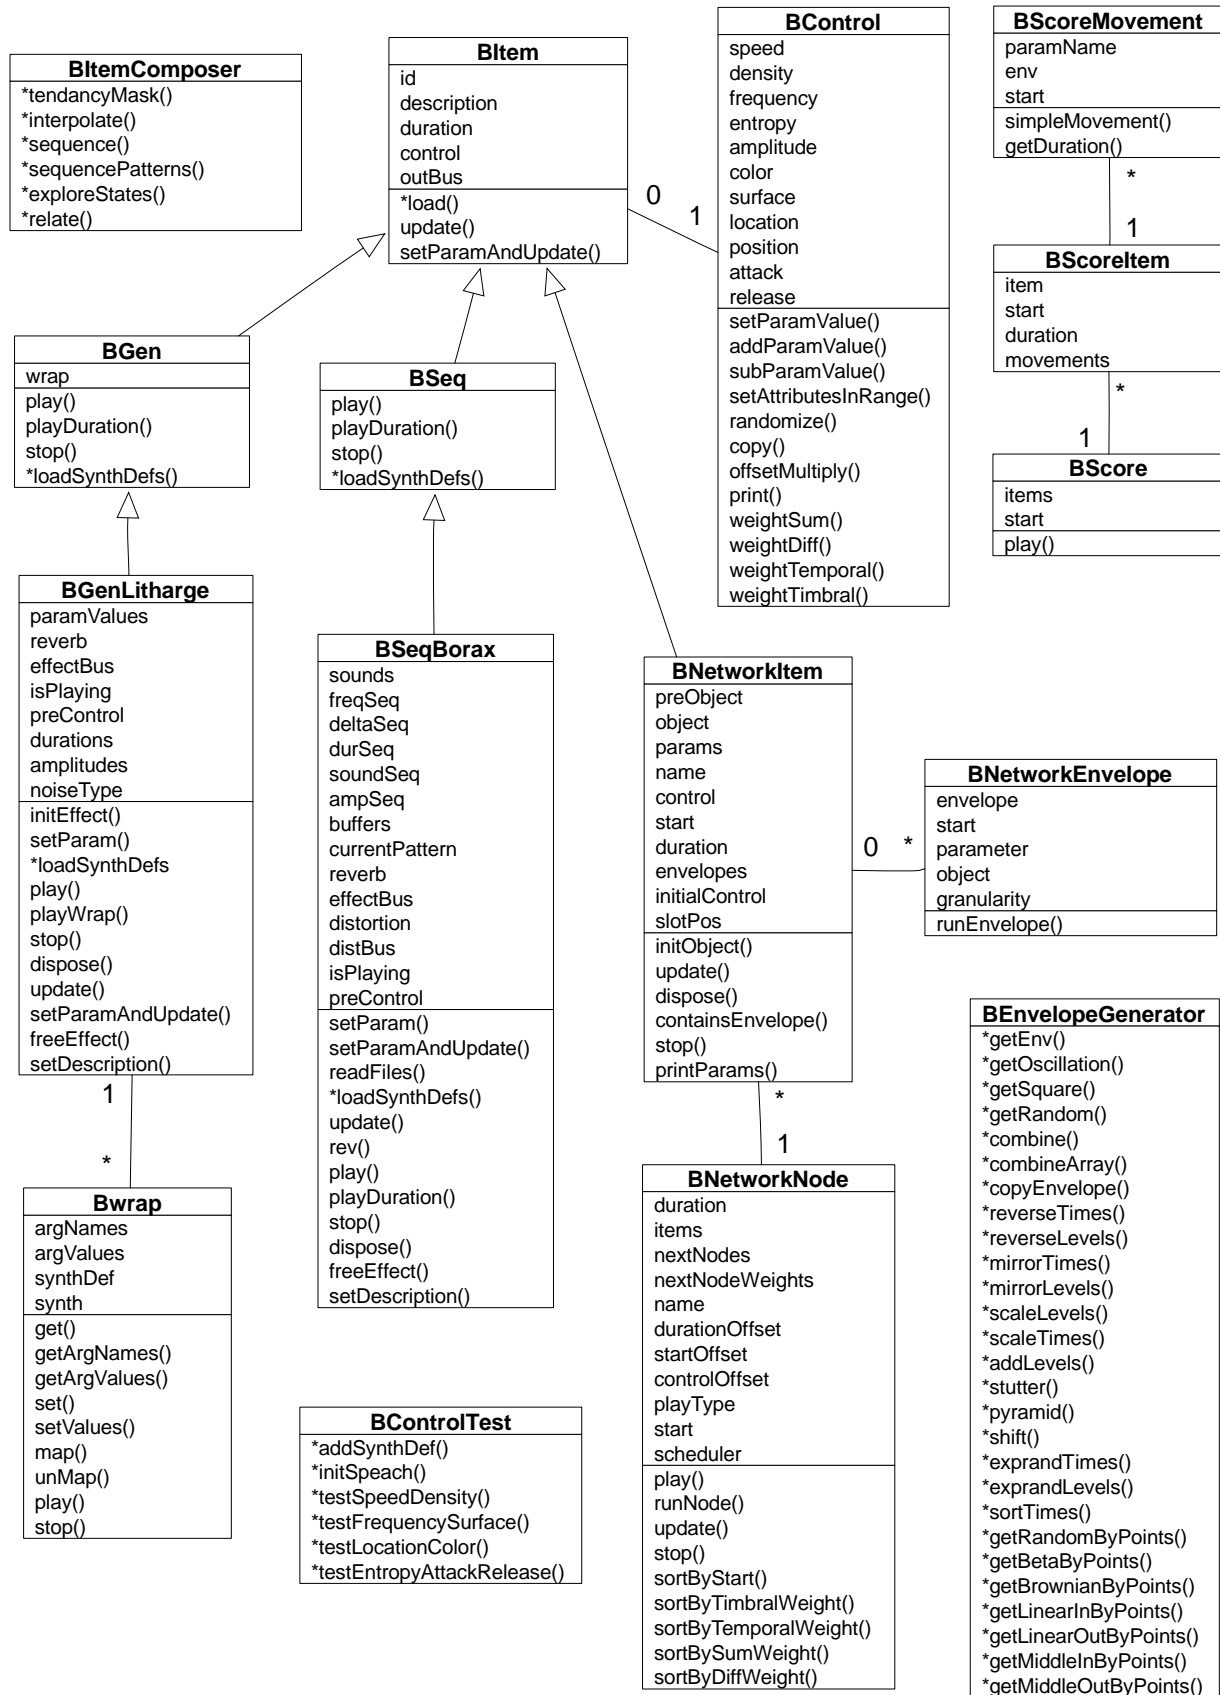 BItemComposer
*tendancyMask()
*interpolate()
*sequence()
*sequencePatterns()
*exploreStates()
*relate()
BItem
id
description
duration
control
outBus
*load()
update()
setParamAndUpdate()
0
1
BControl
speed
density
frequency
entropy
amplitude
color
surface
location
position
attack
release
setParamValue()
addParamValue()
subParamValue()
setAttributesInRange()
randomize()
copy()
offsetMultiply()
print()
weightSum()
weightDiff()
weightTemporal()
weightTimbral()
BScoreMovement
paramName
env
start
simpleMovement()
getDuration()
*
1
BScoreItem
item
start
duration
movements
*
1
BScore
items
start
play()
BGen
wrap
play()
playDuration()
stop()
*loadSynthDefs()
BSeq
play()
playDuration()
stop()
*loadSynthDefs()
BGenLitharge
paramValues
reverb
effectBus
isPlaying
preControl
durations
amplitudes
noiseType
initEffect()
setParam()
*loadSynthDefs
play()
playWrap()
stop()
dispose()
update()
setParamAndUpdate()
freeEffect()
setDescription()
1
*
Bwrap
argNames
argValues
synthDef
synth
get()
getArgNames()
getArgValues()
set()
setValues()
map()
unMap()
play()
stop()
BSeqBorax
sounds
freqSeq
deltaSeq
durSeq
soundSeq
ampSeq
buffers
currentPattern
reverb
effectBus
distortion
distBus
isPlaying
preControl
setParam()
setParamAndUpdate()
readFiles()
*loadSynthDefs()
update()
rev()
play()
playDuration()
stop()
dispose()
freeEffect()
setDescription()
BControlTest
*addSynthDef()
*initSpeach()
*testSpeedDensity()
*testFrequencySurface()
*testLocationColor()
*testEntropyAttackRelease()
BNetworkItem
preObject
object
params
name
control
start
duration
envelopes
initialControl
slotPos
initObject()
update()
dispose()
containsEnvelope()
stop()
printParams()
0
*
BNetworkEnvelope
envelope
start
parameter
object
granularity
runEnvelope()
*
1
BNetworkNode
duration
items
nextNodes
nextNodeWeights
name
durationOffset
startOffset
controlOffset
playType
start
scheduler
play()
runNode()
update()
stop()
sortByStart()
sortByTimbralWeight()
sortByTemporalWeight()
sortBySumWeight()
sortByDiffWeight()
BEnvelopeGenerator
*getEnv()
*getOscillation()
*getSquare()
*getRandom()
*combine()
*combineArray()
*copyEnvelope()
*reverseTimes()
*reverseLevels()
*mirrorTimes()
*mirrorLevels()
*scaleLevels()
*scaleTimes()
*addLevels()
*stutter()
*pyramid()
*shift()
*exprandTimes()
*exprandLevels()
*sortTimes()
*getRandomByPoints()
*getBetaByPoints()
*getBrownianByPoints()
*getLinearInByPoints()
*getLinearOutByPoints()
*getMiddleInByPoints()
*getMiddleOutByPoints()